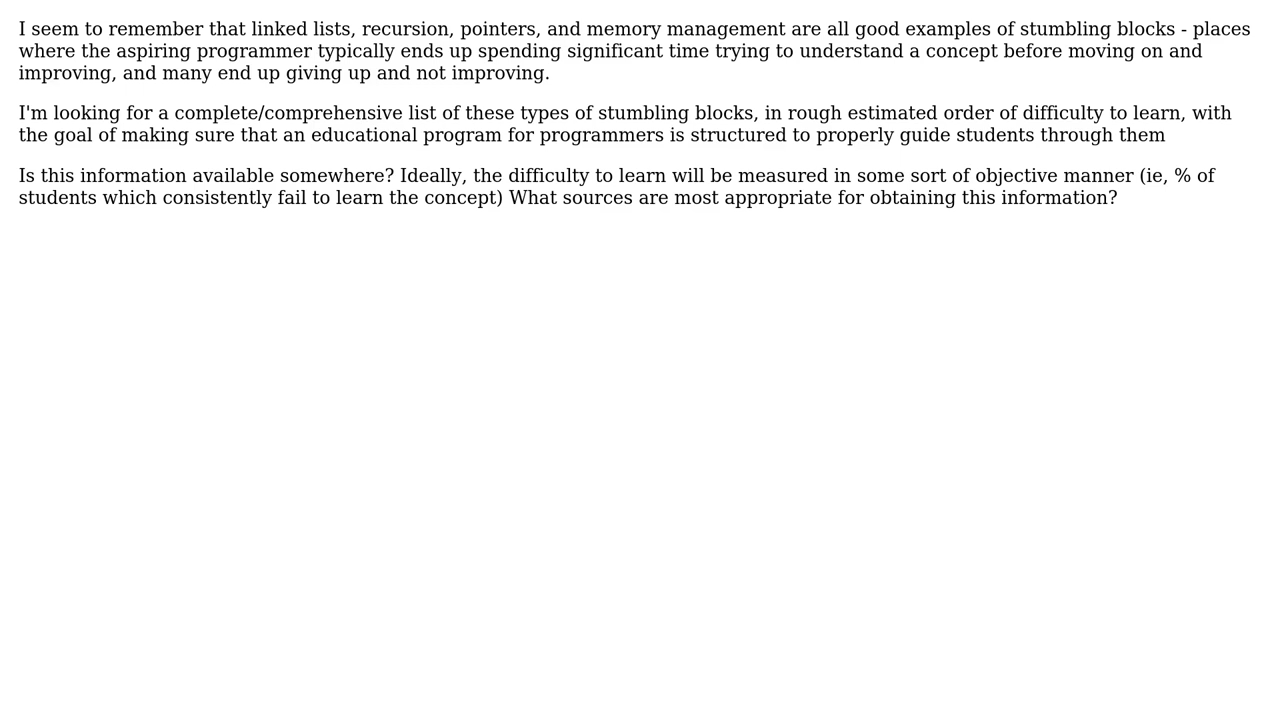 I seem to remember that linked lists, recursion, pointers, and memory management are all good examples of stumbling blocks - places
where the aspiring programmer typically ends up spending significant time trying to understand a concept before moving on and
improving, and many end up giving up and not improving.
I'm looking for a complete/comprehensive list of these types of stumbling blocks, in rough estimated order of difficulty to learn, with
the goal of making sure that an educational program for programmers is structured to properly guide students through them
Is this information available somewhere? Ideally, the difficulty to learn will be measured in some sort of objective manner (ie, % of
students which consistently fail to learn the concept) What sources are most appropriate for obtaining this information?